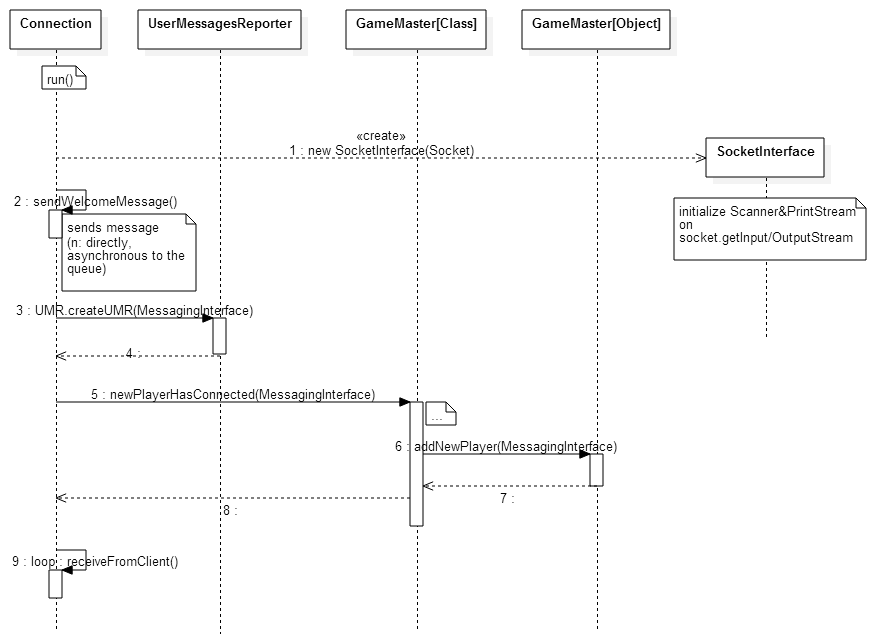 Connection
UserMessagesReporter
GameMaster[Class]
GameMaster[Object]
run()
«create»
1 : new SocketInterface(Socket)
SocketInterface
2 : sendWelcomeMessage()
initialize Scanner&PrintStream
on
socket.getInput/OutputStream
sends message
(n: directly,
asynchronous to the
queue)
3 : UMR.createUMR(MessagingInterface)
4 :
5 : newPlayerHasConnected(MessagingInterface)
...
6 : addNewPlayer(MessagingInterface)
7 :
8 :
9 : loop : receiveFromClient()